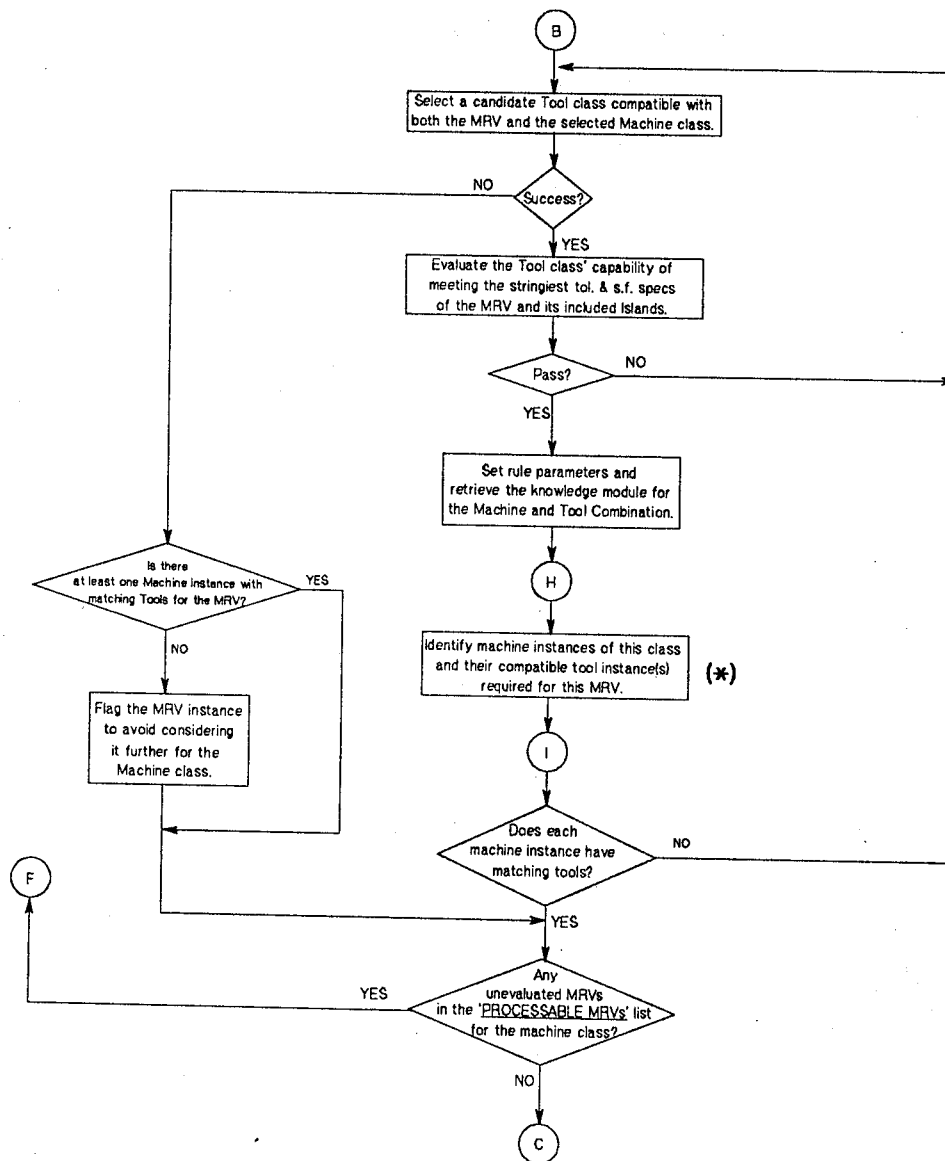 B
Select a candidate Tool class compatible with
both the MRV and the selected Machine class.
NO
Success?
YES
Evaluate the Tool class' capability of
meeting the stringiest tol. & s.f. specs
of the MRV and its included Islands.
Pass?
NO
YES
Set rule parameters and
retrieve the knowledge module for
the Machine and Tool Combination.
Is there
at least one Machine instance with
matching Tools for the MRV?
YES
H
NO
Identify machine instances of this class
and their compatible tool instance(s)
required for this MRV.
(*)
Flag the MRV instance
to avoid considering
it further for the
Machine class.
I
Does each
machine instance have
matching tools?
NO
F
YES
Any
unevaluated MRVs
in the 'PROCESSABLE MRVs' list
for the machine class?
YES
NO
C